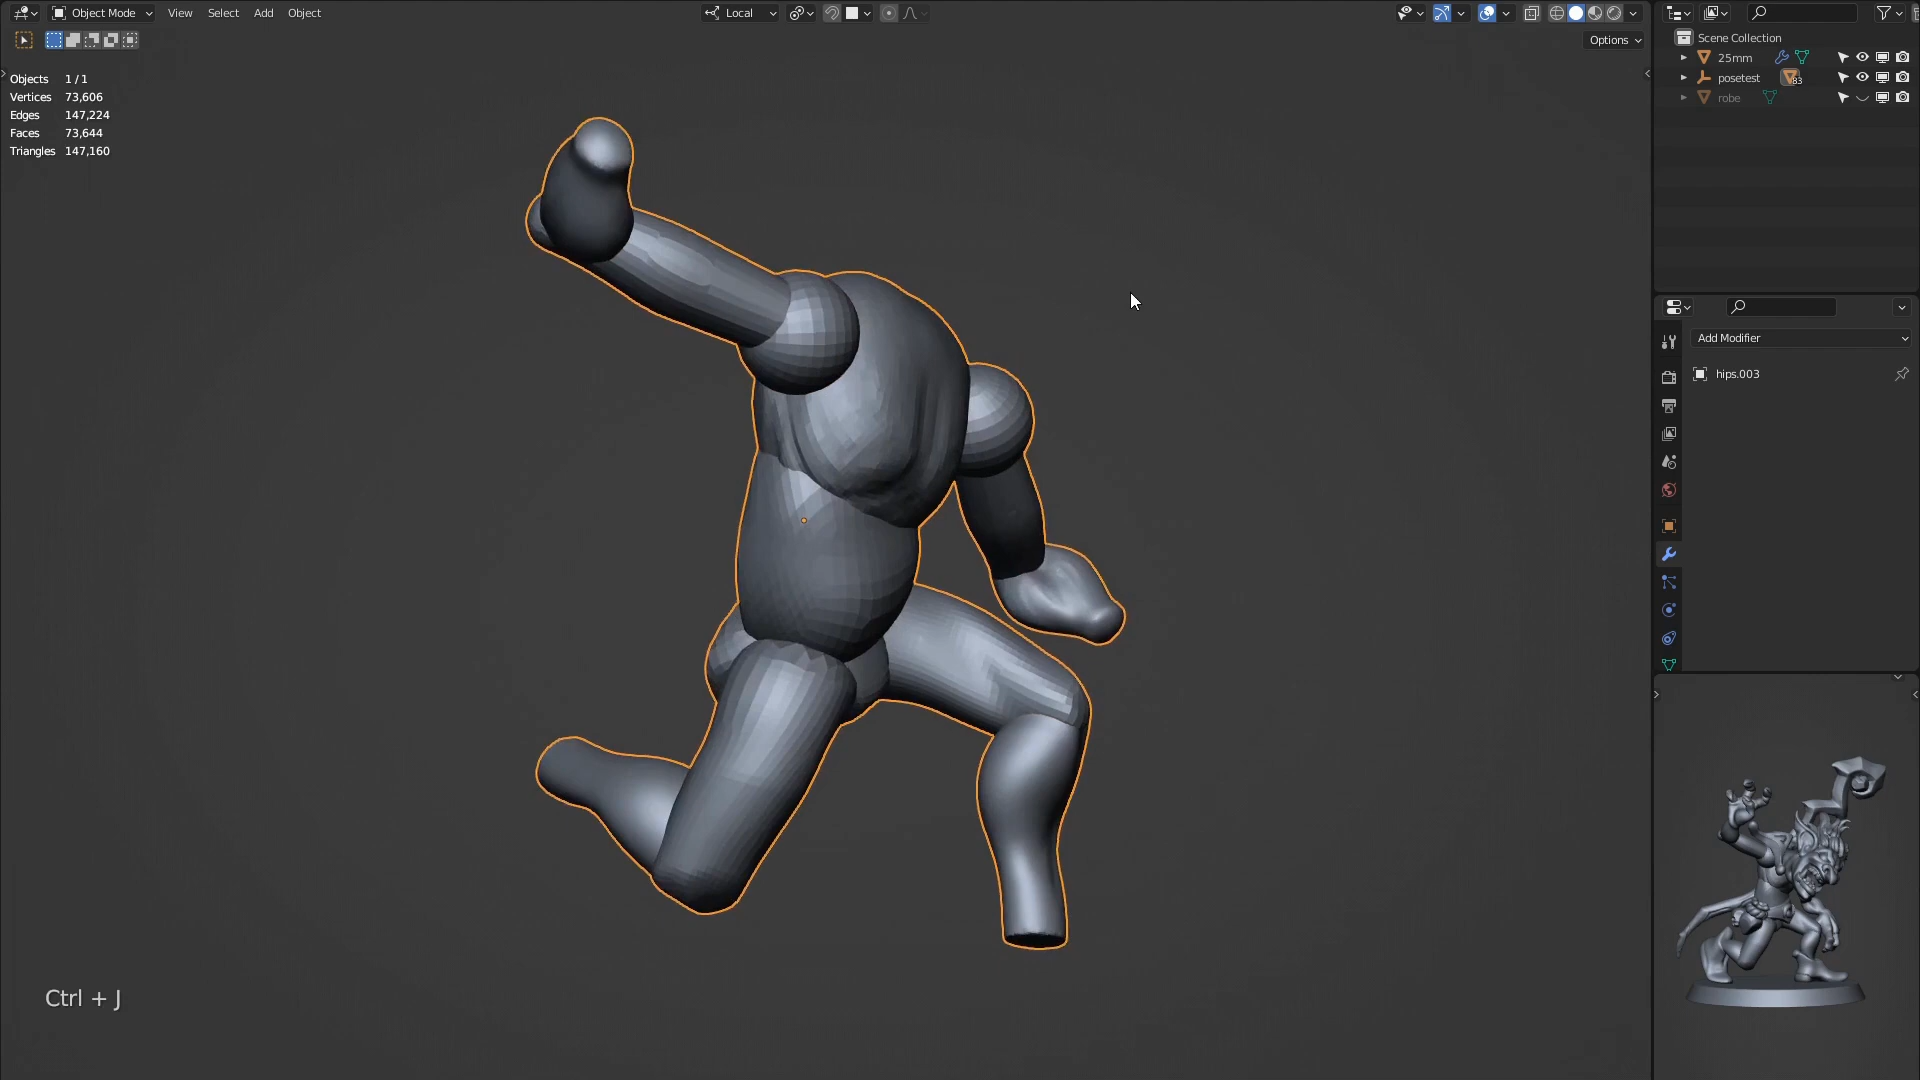 Object Mode View Select Add Object Local
Options
Objects 1 / 1
Vertices 73,606
Edges 147,224
Faces 73,644
Triangles 147,160
Scene Collection
25mm
posetest 83
robe
Add Modifier
hips.003
Ctrl + J